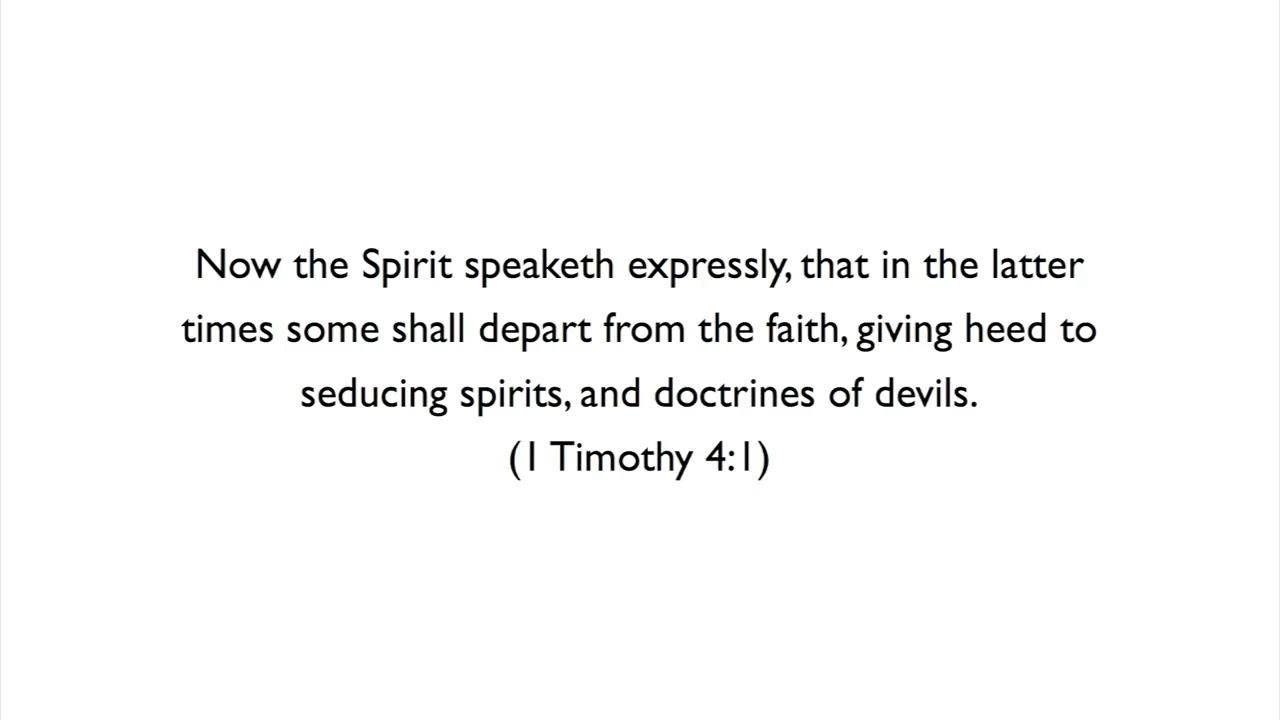 Now the Spirit speaketh expressly, that in the latter
times some shall depart from the faith, giving heed to
seducing spirits, and doctrines of devils.
(1 Timothy 4:1)